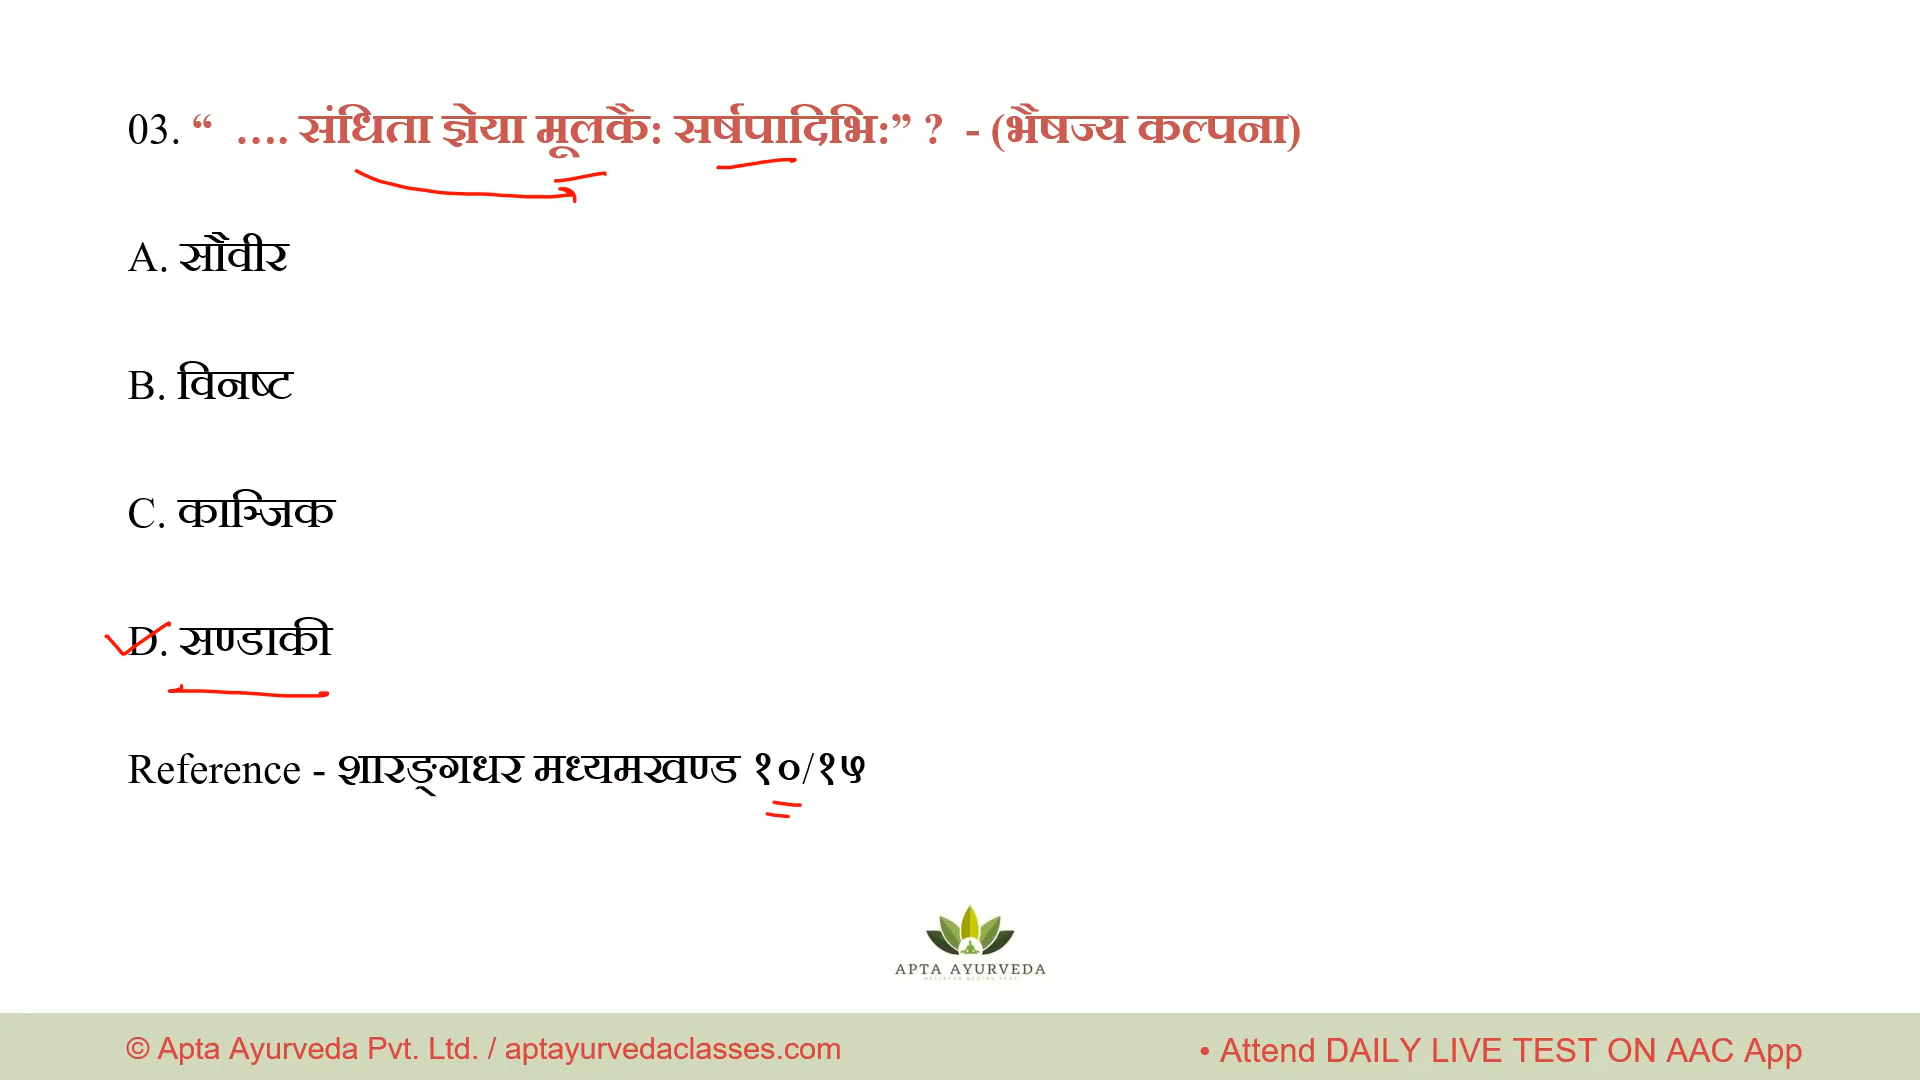 03. “ .... संधिता ज्ञेया मूलकै: सर्षपादिभि:” ? - (भैषज्य कल्पना)
A. सौवीर
B. विनष्ट
C. काञ्जिक
D. सण्डाकी
Reference - शारङ्गधर मध्यमखण्ड १०/१५
APTA AYURVEDA
© Apta Ayurveda Pvt. Ltd. / aptayurvedaclasses.com
• Attend DAILY LIVE TEST ON AAC App